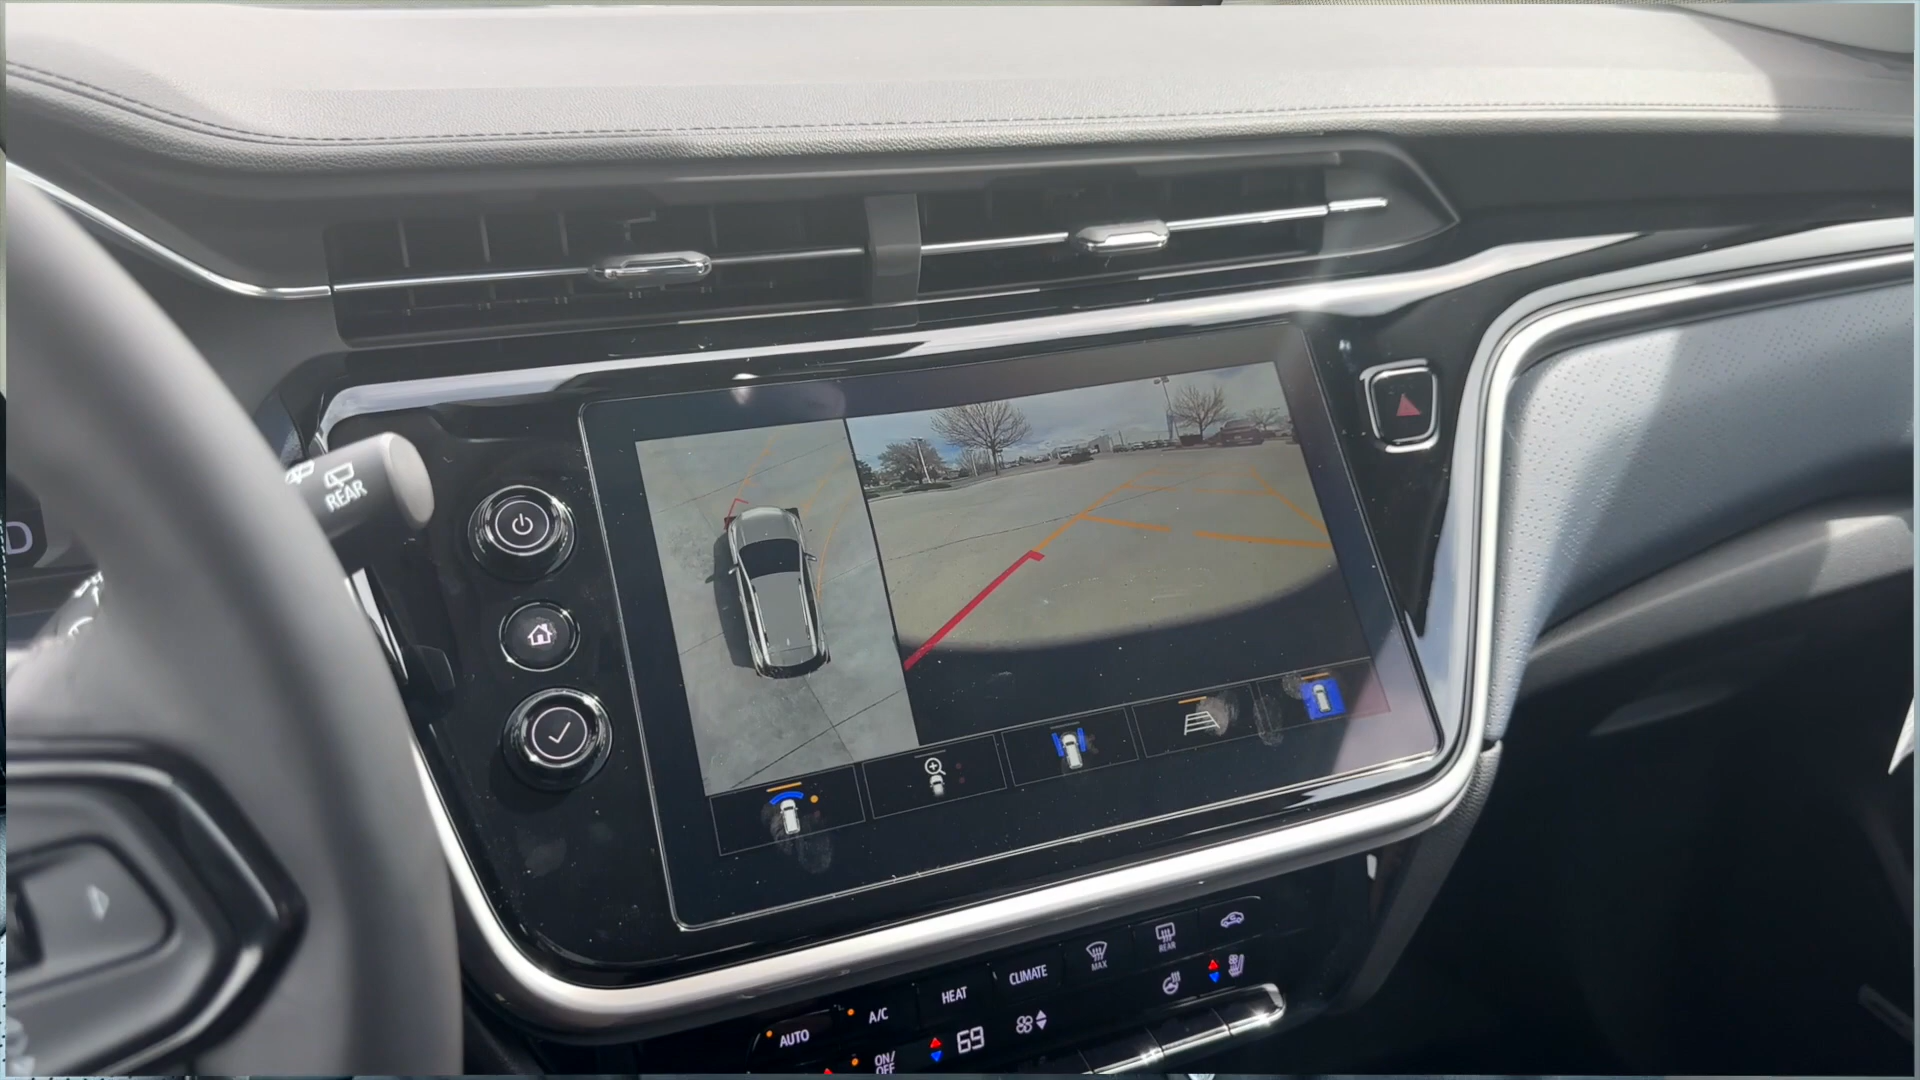 REAR
D
MAX
REAR
CLIMATE
HEAT
A/C
AUTO
69
ON/
OFF